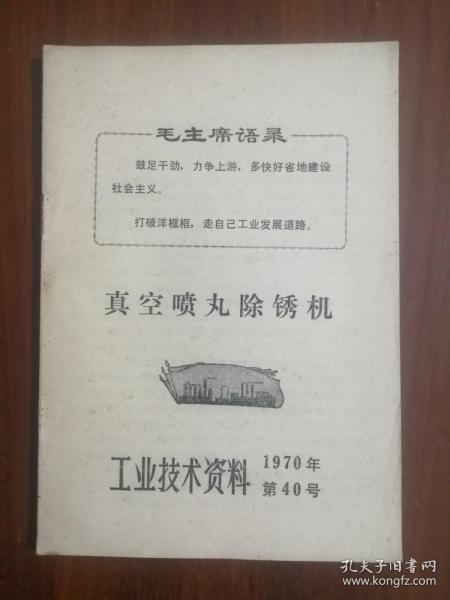 毛主席语录
鼓足干劲，力争上游，多快好省地建设
社会主义。
打破洋框框，走自己工业发展道路。
真空喷丸除锈机
工业技术资料
1970年
第40号
孔夫子旧书网
www.kongfz.com